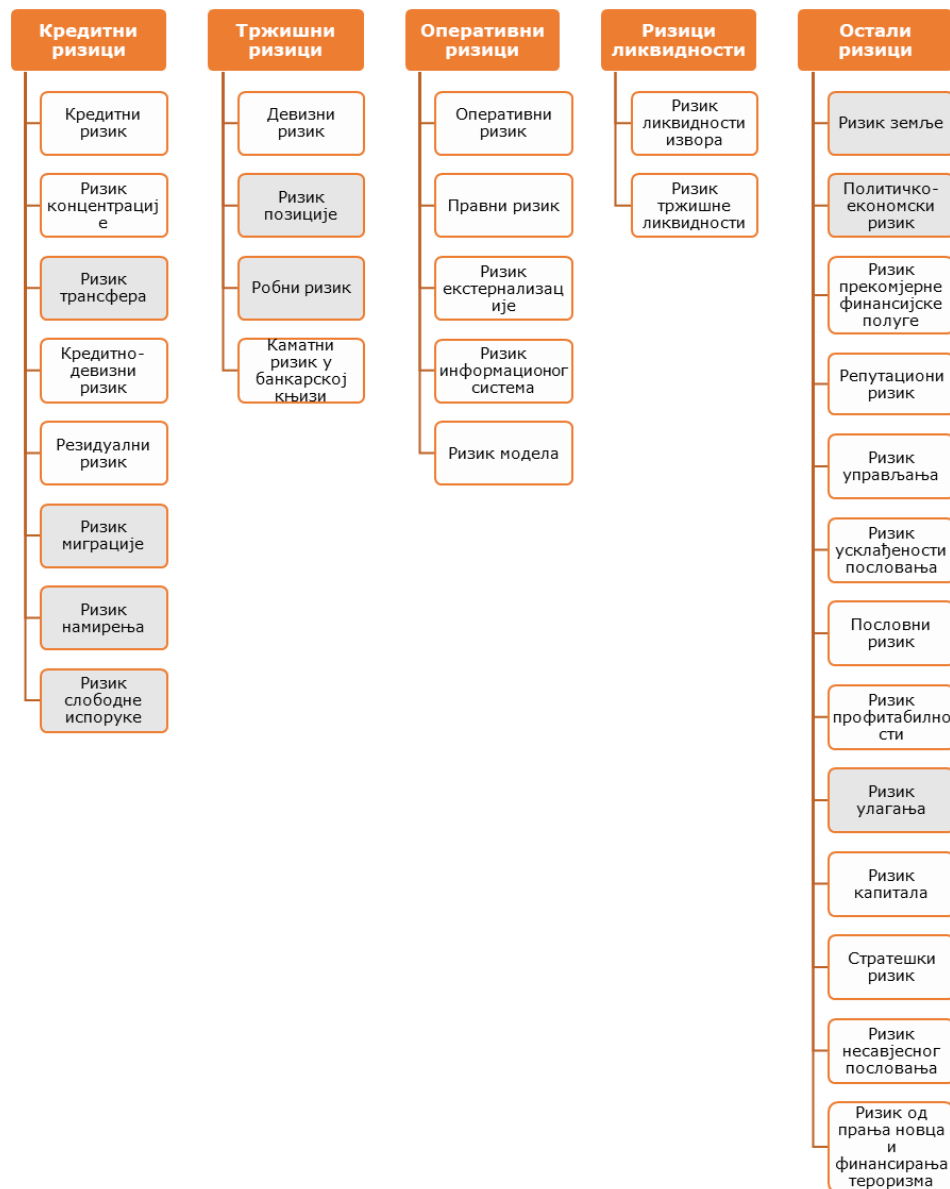 Кредитни
ризици
Кредитни
ризик
Ризик
концентрациј
е
Ризик
трансфера
Кредитно-
девизни
ризик
Резидуални
ризик
Ризик
миграције
Ризик
намирења
Ризик
слободне
испоруке
Тржишни
ризици
Девизни
ризик
Ризик
позиције
Робни ризик
Каматни
ризик у
банкарској
књизи
Оперативни
ризици
Оперативни
ризик
Правни ризик
Ризик
екстернализац
ије
Ризик
информационог
система
Ризик модела
Ризици
ликвидности
Ризик
ликвидности
извора
Ризик
тржишне
ликвидности
Остали
ризици
Ризик земље
Политичко-
економски
ризик
Ризик
прекомјерне
финансијске
полуге
Репутациони
ризик
Ризик
управљања
Ризик
усклађености
пословања
Пословни
ризик
Ризик
профитабилно
сти
Ризик
улагања
Ризик
капитала
Стратешки
ризик
Ризик
несавјесног
пословања
Ризик од
прања новца
и
финансирања
тероризма